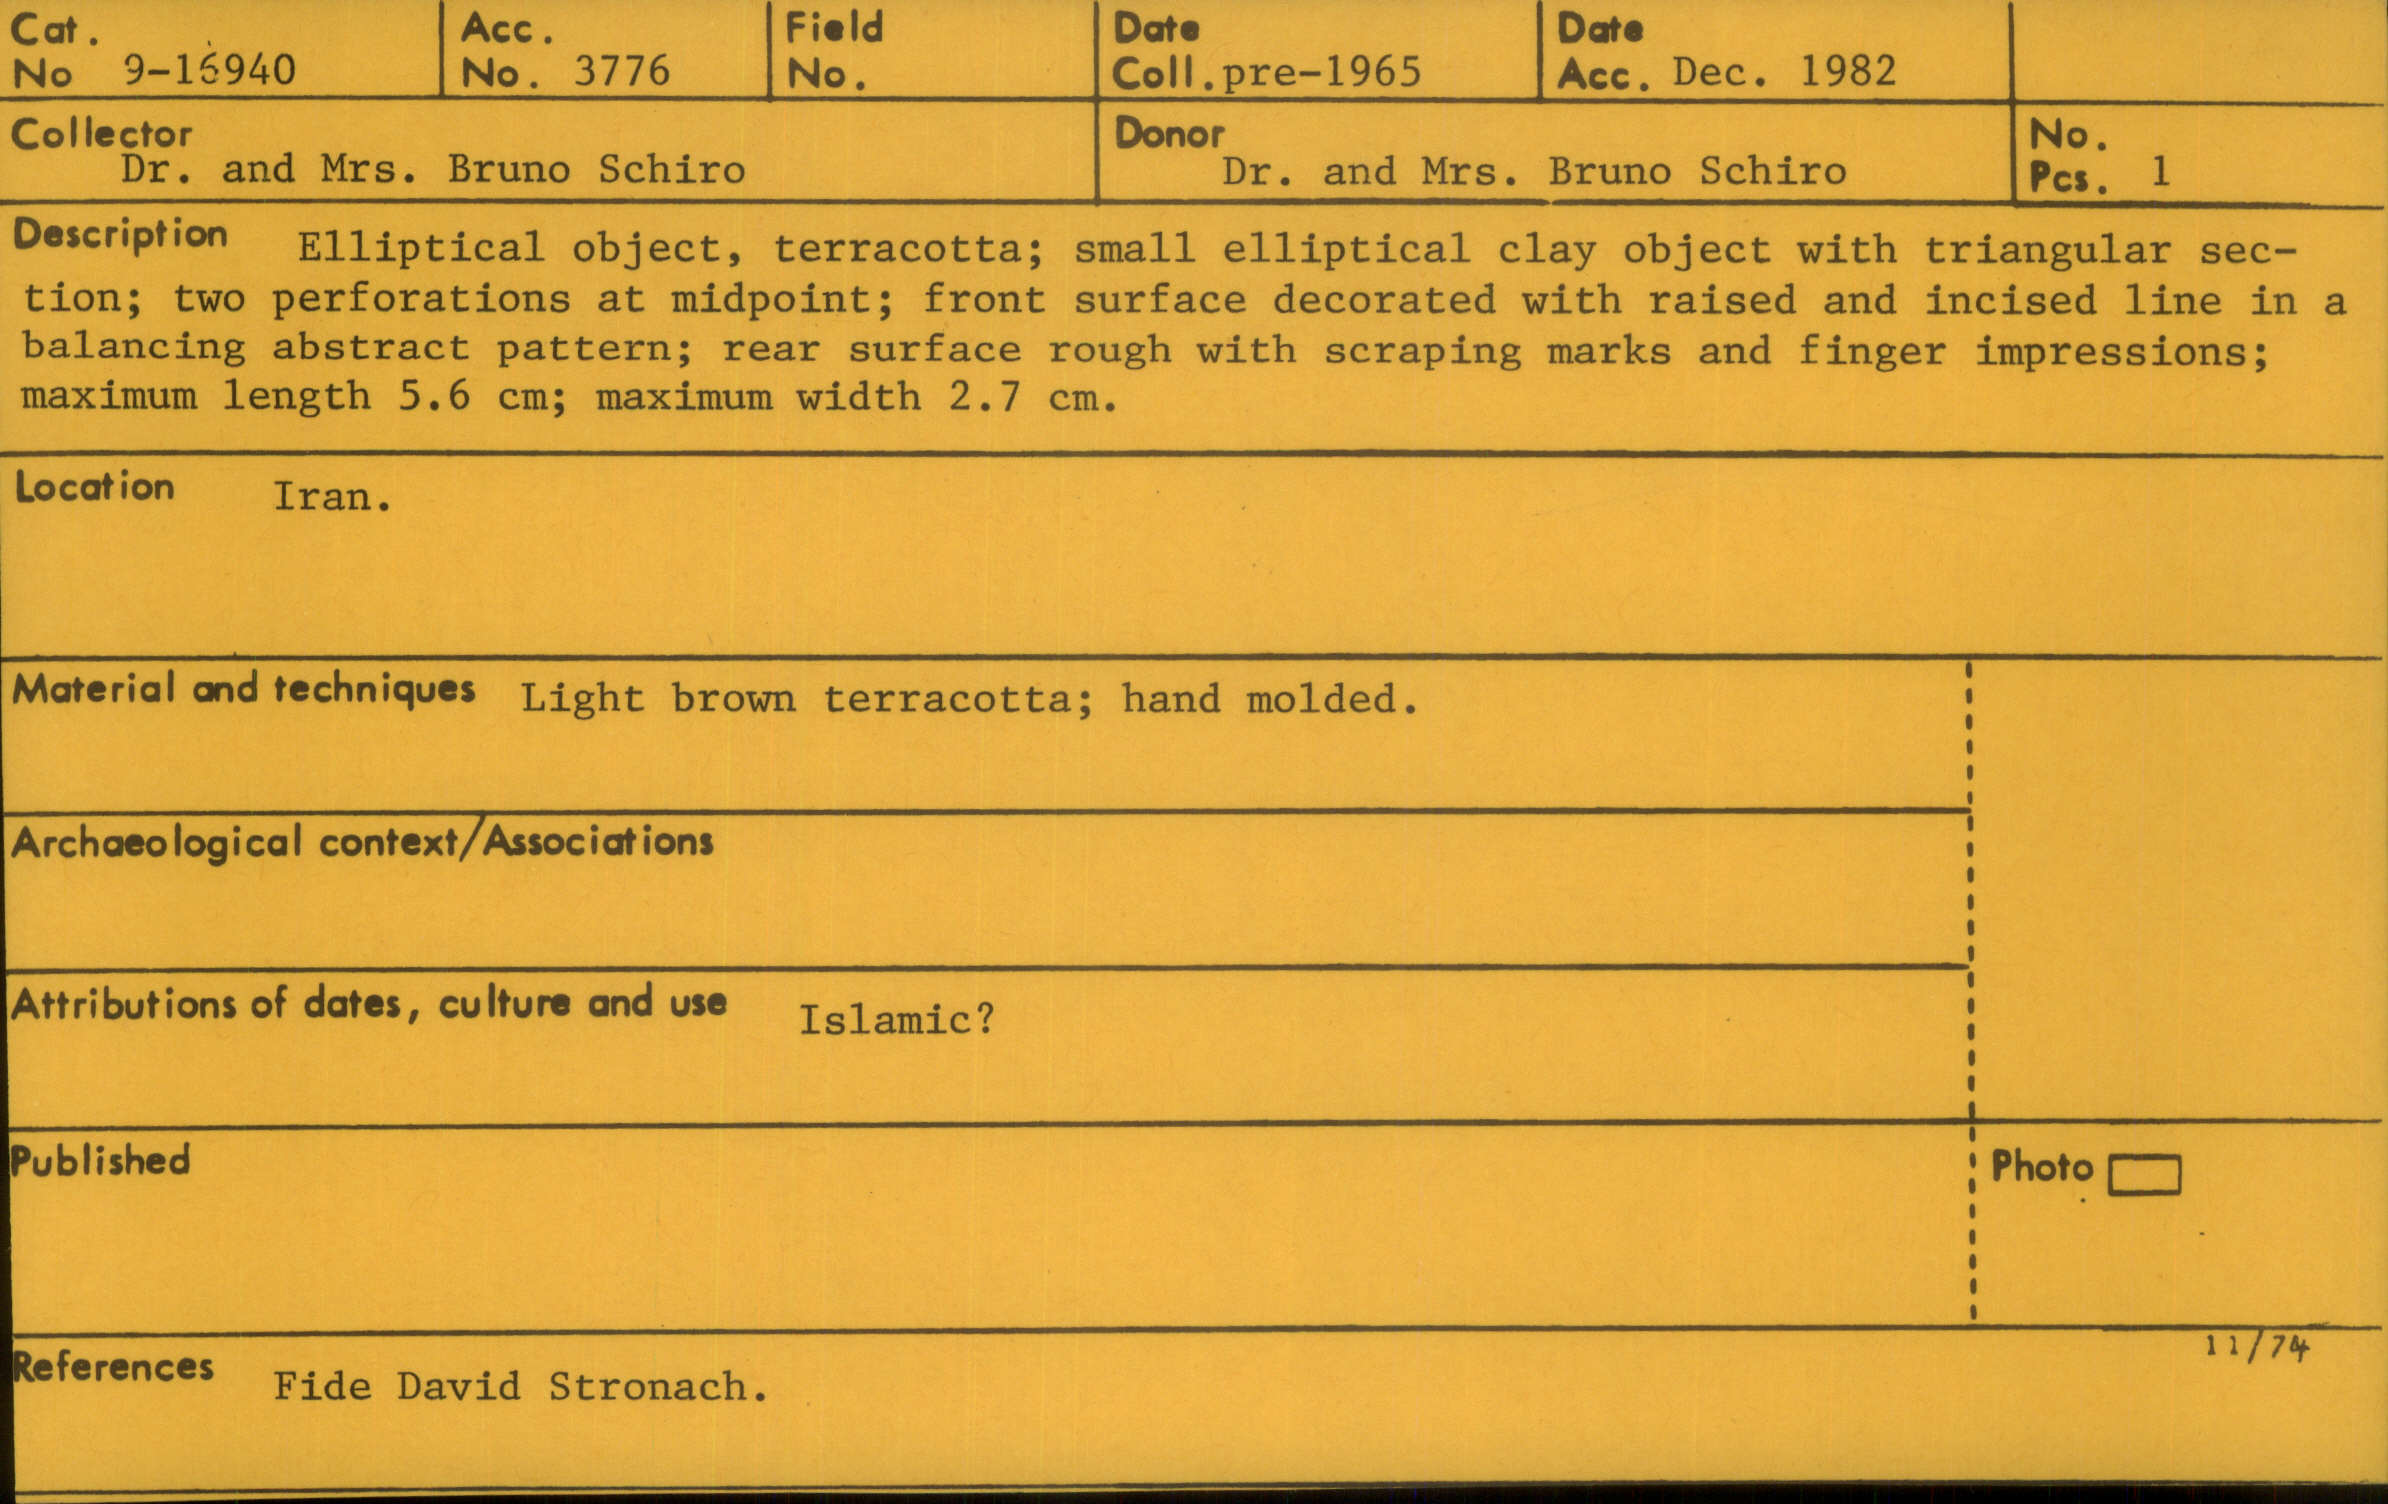 Cat. No 9-16940
Acc. No. 3776
Field No.
Date Coll. pre-1965
Date Acc. Dec. 1982
Collector
Dr. and Mrs. Bruno Schiro
Donor
Dr. and Mrs. Bruno Schiro
No. Pcs. 1
Description Elliptical object, terracotta; small elliptical clay object with triangular sec-
tion; two perforations at midpoint; front surface decorated with raised and incised line in a
balancing abstract pattern; rear surface rough with scraping marks and finger impressions;
maximum length 5.6 cm; maximum width 2.7 cm.
Location Iran.
Material and techniques Light brown terracotta; hand molded.
Archaeological context/Associations
Attributions of dates, culture and use Islamic?
Published
Photo
11/74
References Fide David Stronach.